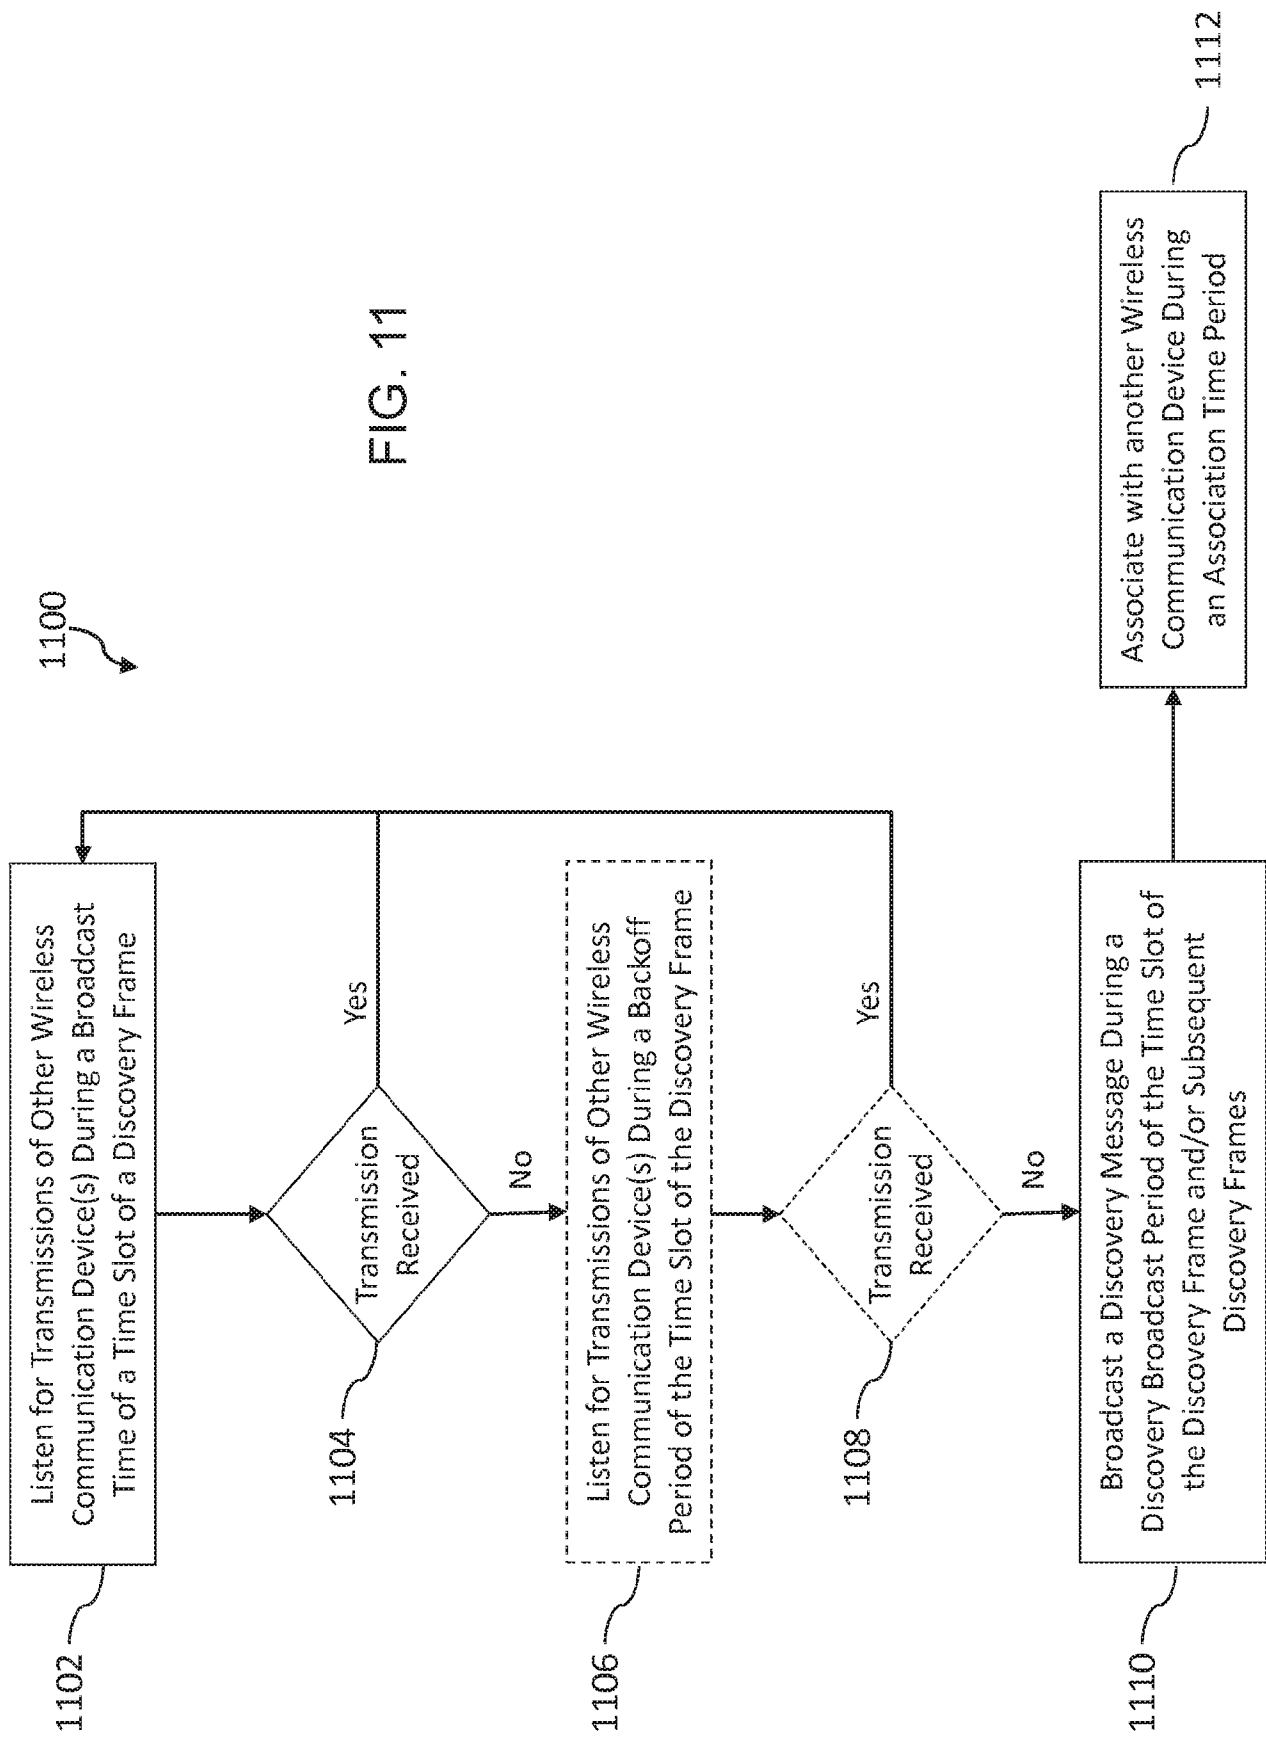 1100
FIG. 11
1102
Listen for Transmissions of Other Wireless
Communication Device(s) During a Broadcast
Time of a Time Slot of a Discovery Frame
1104
Transmission
Received
Yes
No
1106
Listen for Transmissions of Other Wireless
Communication Device(s) During a Backoff
Period of the Time Slot of the Discovery Frame
1108
Transmission
Received
Yes
No
1110
Broadcast a Discovery Message During a
Discovery Broadcast Period of the Time Slot of
the Discovery Frame and/or Subsequent
Discovery Frames
Associate with another Wireless
Communication Device During
an Association Time Period
1112